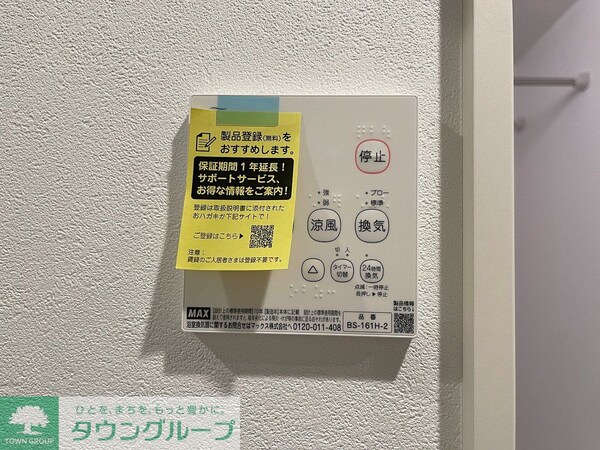 製品登録(無料)を
おすすめします。
保証期間1年延長!
サポートサービス、
お得な情報をご案内!
登録は取扱説明書に添付された
おハガキか下記サイトで!
ご登録はこちら▶
注意:
賃貸のご入居者さまは登録不要です。
停止
強
弱
ブロー
標準
涼風
換気
切 入
△
タイマー
切替
24時間
換気
点滅:一時停止
長押し▶停止
製品情報
はこちら
MAX
浴室換気扇に関するお問合せはマックス株式会社へ 0120-011-408
品番
BS-161H-2
TOWN GROUP
ひとを、まちを、もっと豊かに。
タウングループ